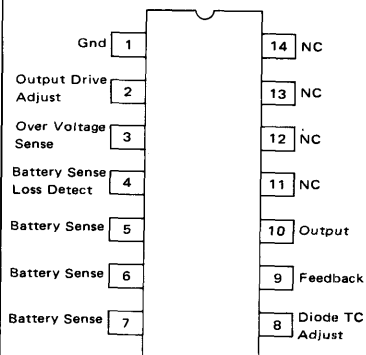 Gnd 1
Output Drive
Adjust
2
Over Voltage
Sense
3
Battery Sense
Loss Detect
4
Battery Sense 5
Battery Sense 6
Battery Sense 7
14 NC
13 NC
12 NC
11 NC
10 Output
9 Feedback
8
Diode TC
Adjust